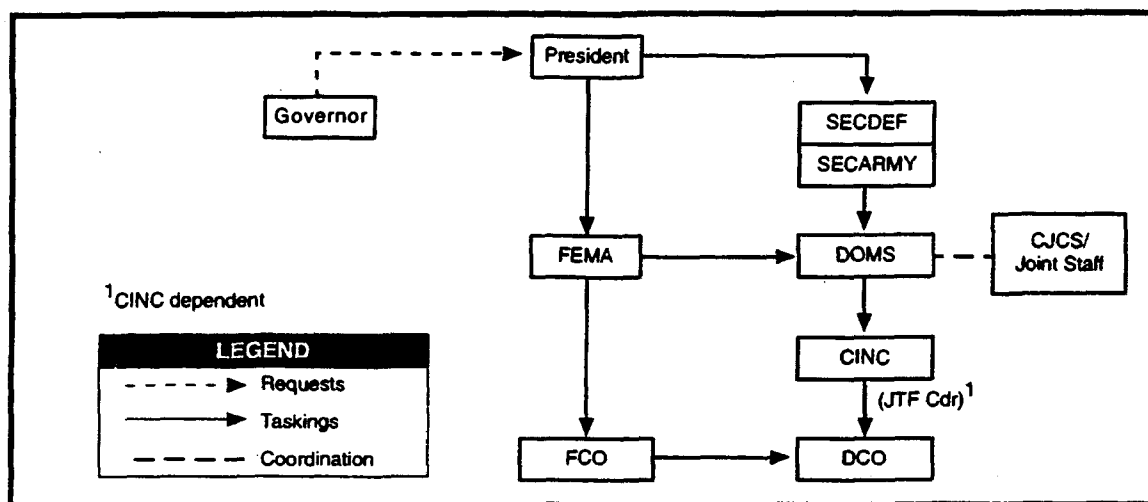 President
Governor
SECDEF
SECARMY
FEMA
DOMS
CJCS/
Joint Staff
¹CINC dependent
LEGEND
Requests
Taskings
Coordination
CINC
(JTF Cdr)¹
FCO
DCO